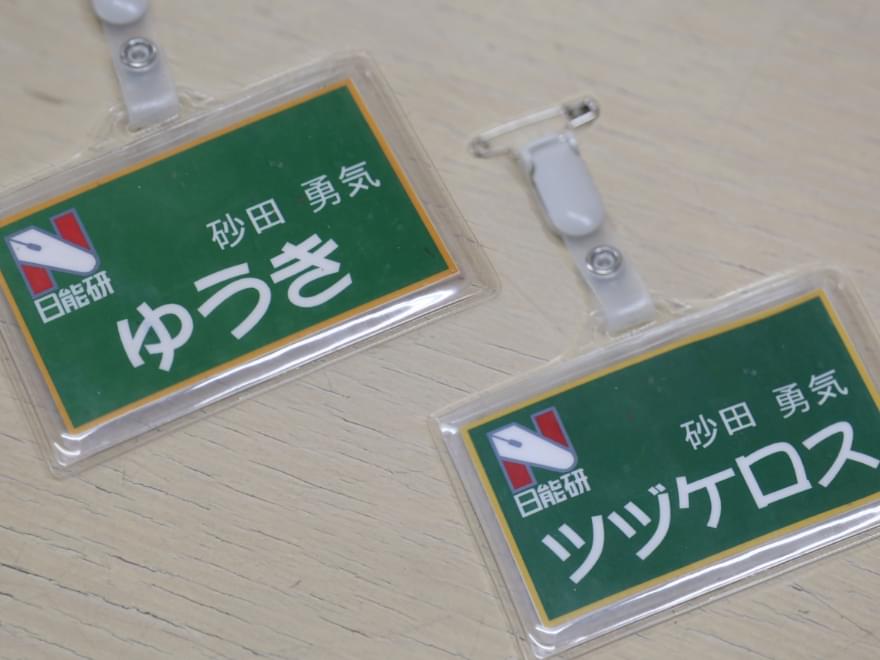 砂田 勇気
ゆうき
日能研
砂田 勇気
ツヅケロス
日能研